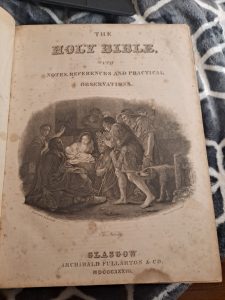 THE
HOLY BIBLE,
WITH
NOTES, REFERENCES AND PRACTICAL
OBSERVATIONS.
GLASGOW
ARCHIBALD FULLARTON & CO.